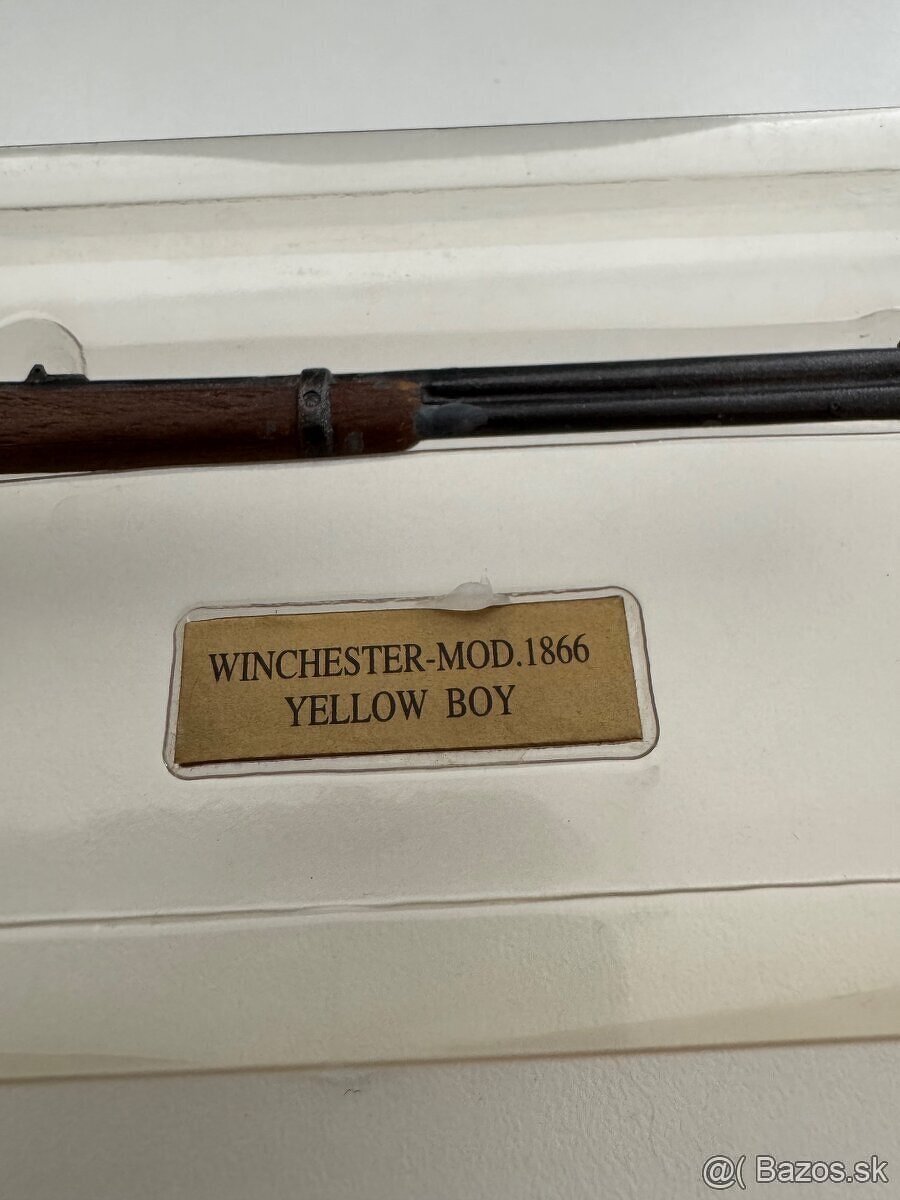 WINCHESTER-MOD.1866
YELLOW BOY
@( Bazos.sk